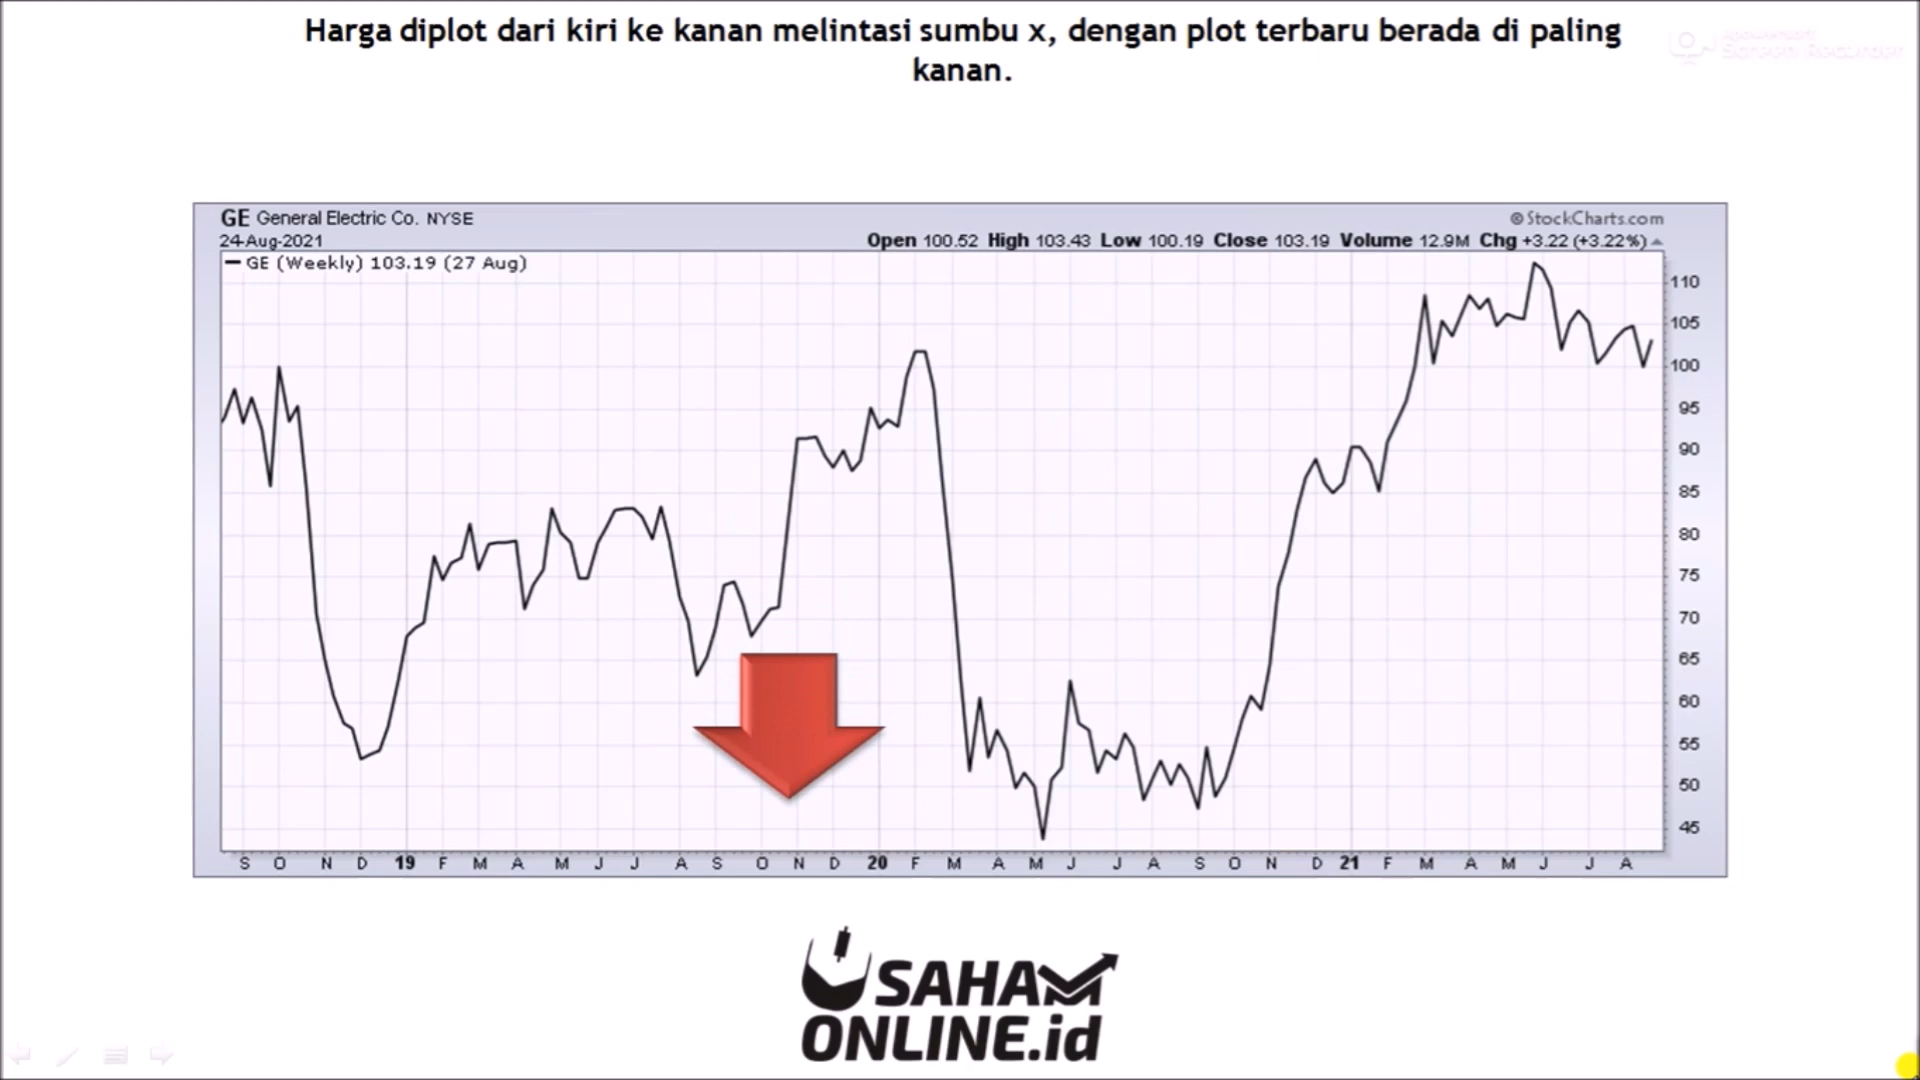 Harga diplot dari kiri ke kanan melintasi sumbu x, dengan plot terbaru berada di paling
kanan.
Screen Recorder
GE General Electric Co. NYSE
© StockCharts.com
24-Aug-2021
Open 100.52 High 103.43 Low 100.19 Close 103.19 Volume 12.9M Chg +3.22 (+3.22%)
GE (Weekly) 103.19 (27 Aug)
110
105
100
95
90
85
80
75
70
65
60
55
50
45
S O N D 19 F M A M J J A S O N D 20 F M A M J J A S O N D 21 F M A M J J A
SAHAM
ONLINE.id